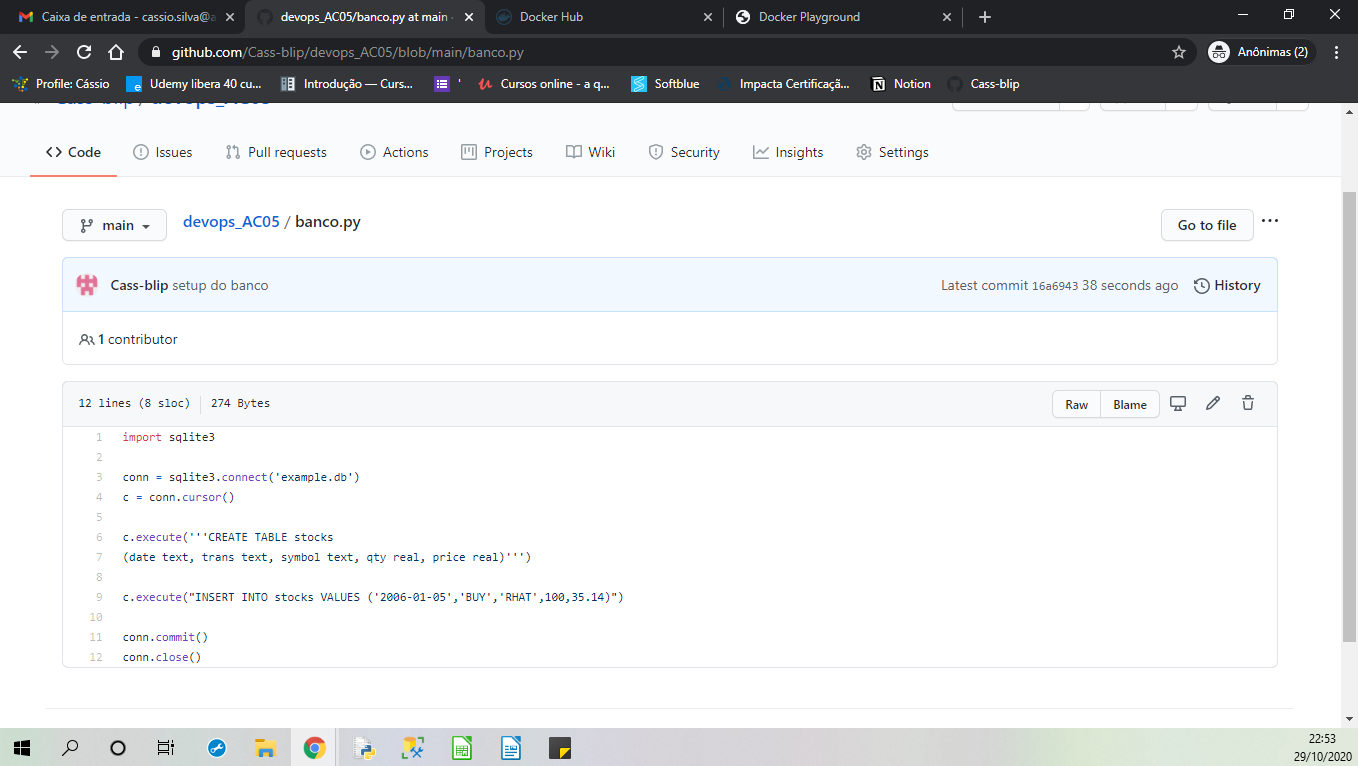 Caixa de entrada - cassio.silva@a
devops_AC05/banco.py at main
Docker Hub
Docker Playground
github.com/Cass-blip/devops_AC05/blob/main/banco.py
Anônimas (2)
Profile: Cássio
Udemy libera 40 cu...
Introdução — Curs...
'
Cursos online - a q...
Softblue
Impacta Certificaçã...
Notion
Cass-blip
Cass-blip / devops_AC05
Code
Issues
Pull requests
Actions
Projects
Wiki
Security
Insights
Settings
main
devops_AC05 / banco.py
Go to file
...
Cass-blip setup do banco
Latest commit 16a6943 38 seconds ago
History
1 contributor
12 lines (8 sloc)
274 Bytes
Raw
Blame
1 import sqlite3
2
3 conn = sqlite3.connect('example.db')
4 c = conn.cursor()
5
6 c.execute('''CREATE TABLE stocks
7 (date text, trans text, symbol text, qty real, price real)''')
8
9 c.execute("INSERT INTO stocks VALUES ('2006-01-05','BUY','RHAT',100,35.14)")
10
11 conn.commit()
12 conn.close()
22:53
29/10/2020